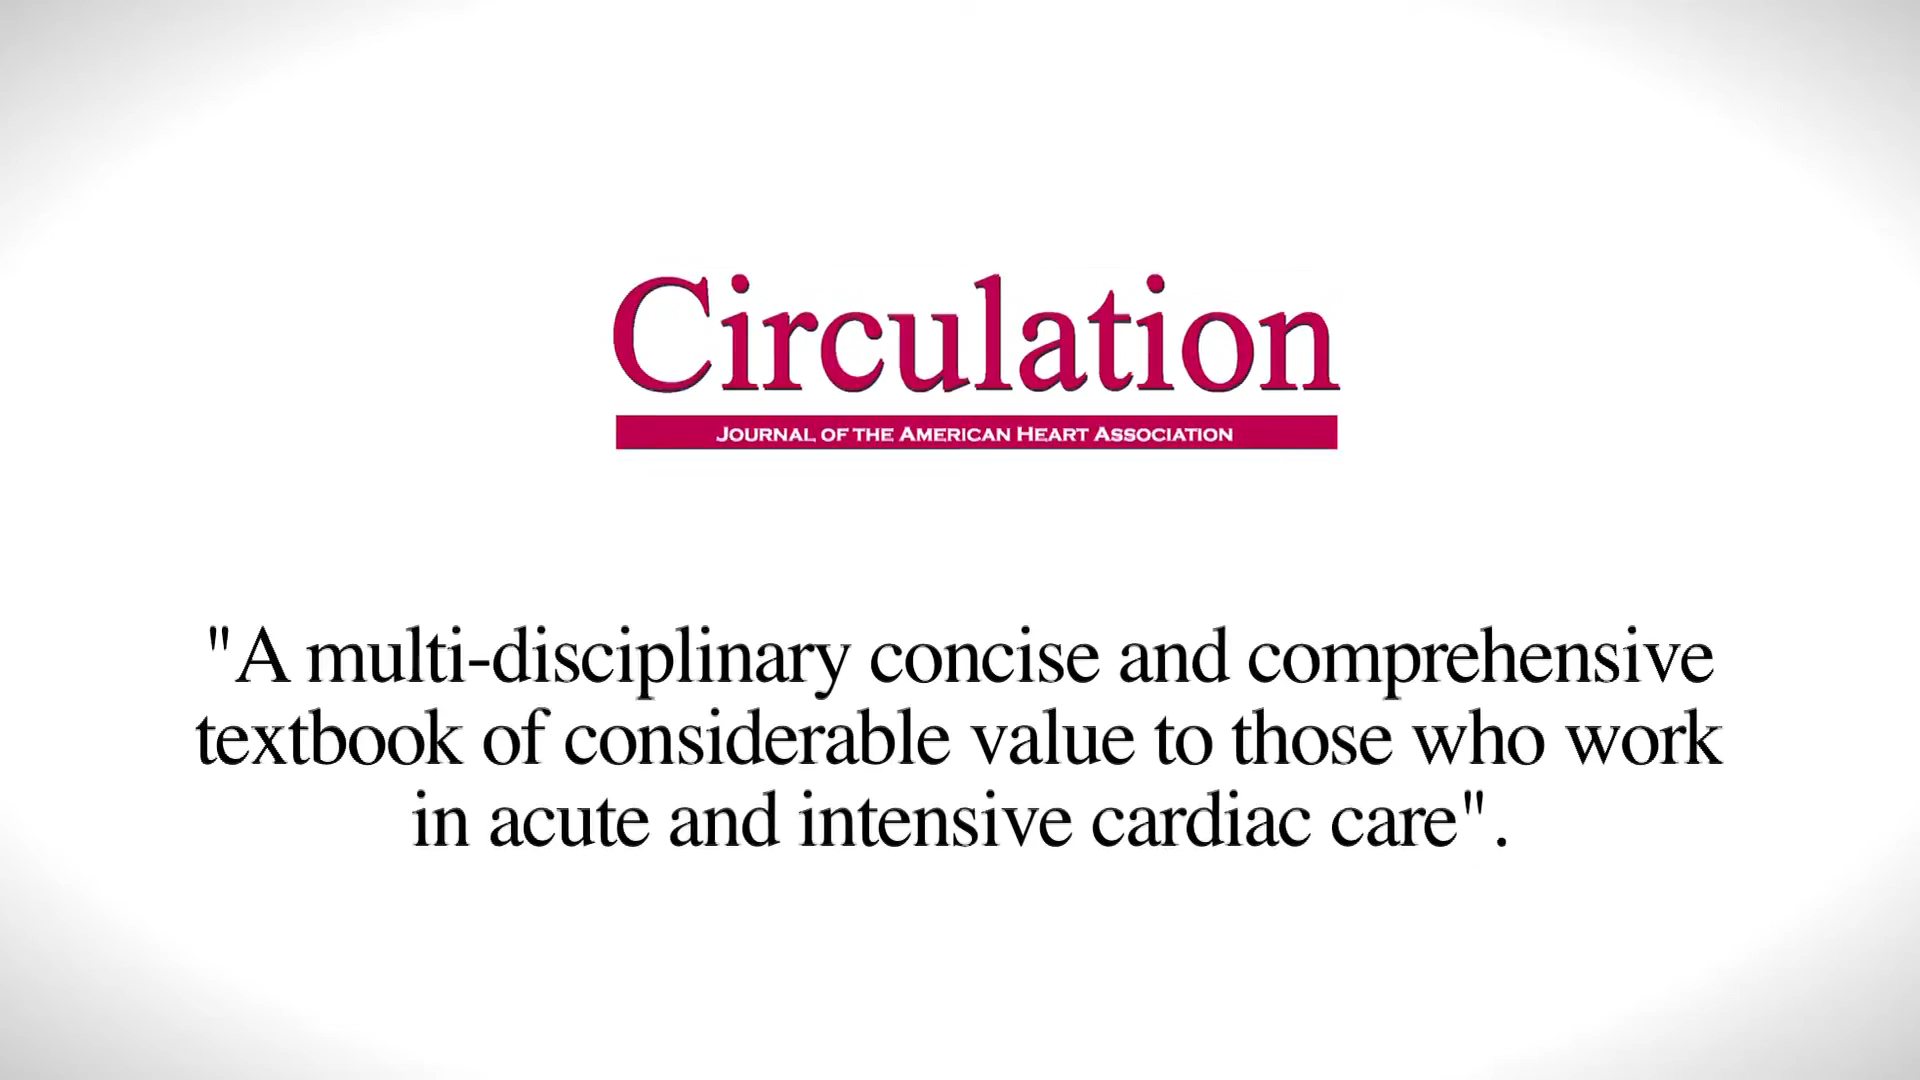 Circulation
JOURNAL OF THE AMERICAN HEART ASSOCIATION
"A multi-disciplinary concise and comprehensive
textbook of considerable value to those who work
in acute and intensive cardiac care".